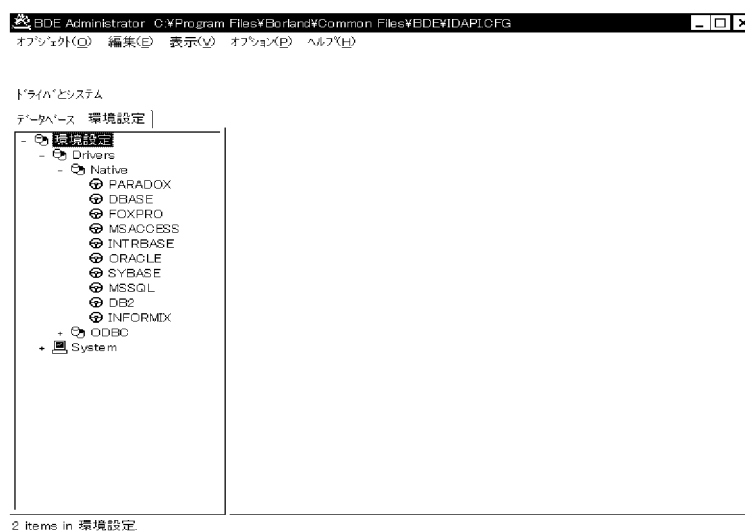 BDE Administrator C:¥Program Files¥Borland¥Common Files¥BDE¥IDAPI.CFG
ｵﾌﾞｼﾞｪｸﾄ(O) 編集(E) 表示(V) ｵﾌﾟｼｮﾝ(P) ﾍﾙﾌﾟ(H)
ﾄﾞﾗｲﾊﾞとｼｽﾃﾑ
ﾃﾞｰﾀﾍﾞｰｽ 環境設定
- 環境設定
- Drivers
- Native
PARADOX
DBASE
FOXPRO
MSACCESS
INTRBASE
ORACLE
SYBASE
MSSQL
DB2
INFORMIX
+ ODBC
+ System
2 items in 環境設定.